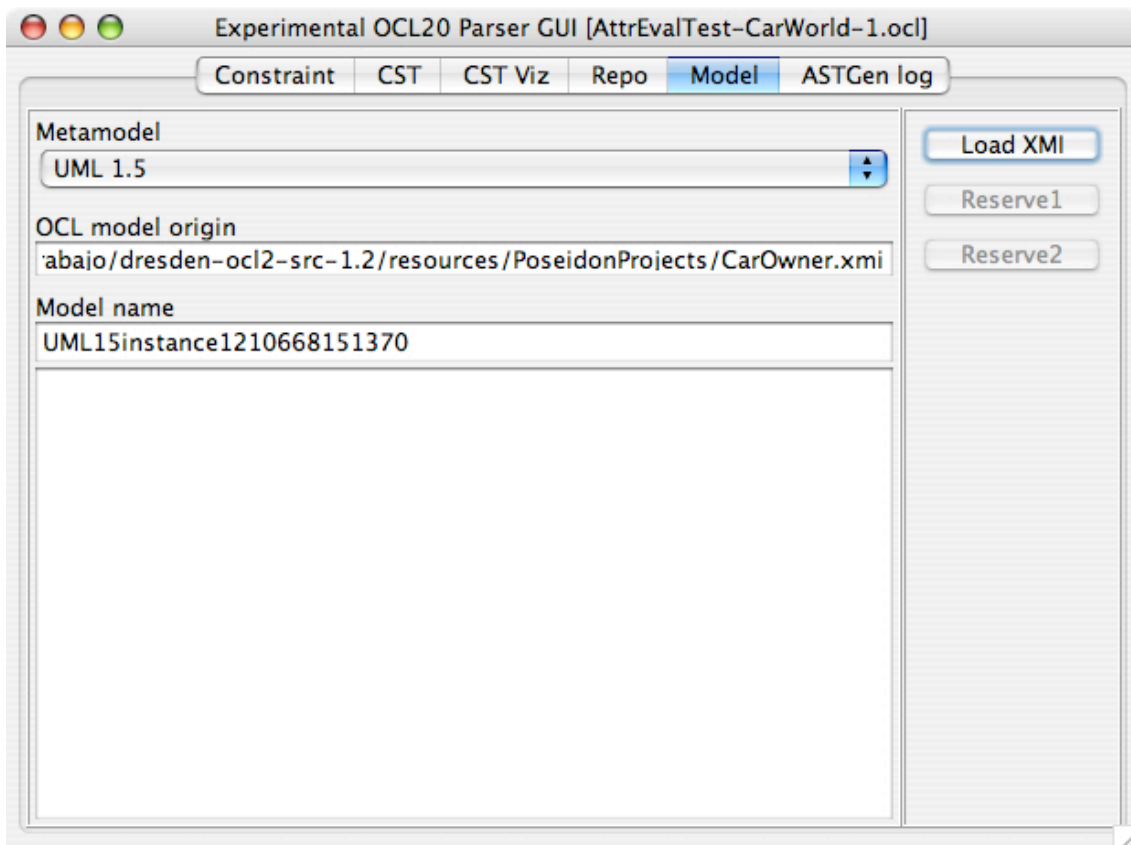 Experimental OCL20 Parser GUI [AttrEvalTest-CarWorld-1.ocl]
Constraint CST CST Viz Repo Model ASTGen log
Metamodel
UML 1.5
Load XMI
Reserve1
OCL model origin
abajo/dresden-ocl2-src-1.2/resources/PoseidonProjects/CarOwner.xmi
Reserve2
Model name
UML15instance1210668151370